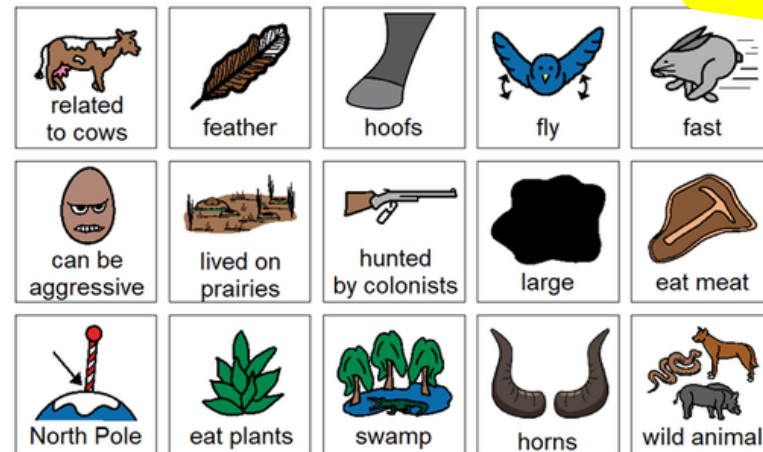 related
to cows
feather
hoofs
fly
fast
can be
aggressive
lived on
prairies
hunted
by colonists
large
eat meat
North Pole
eat plants
swamp
horns
wild animal